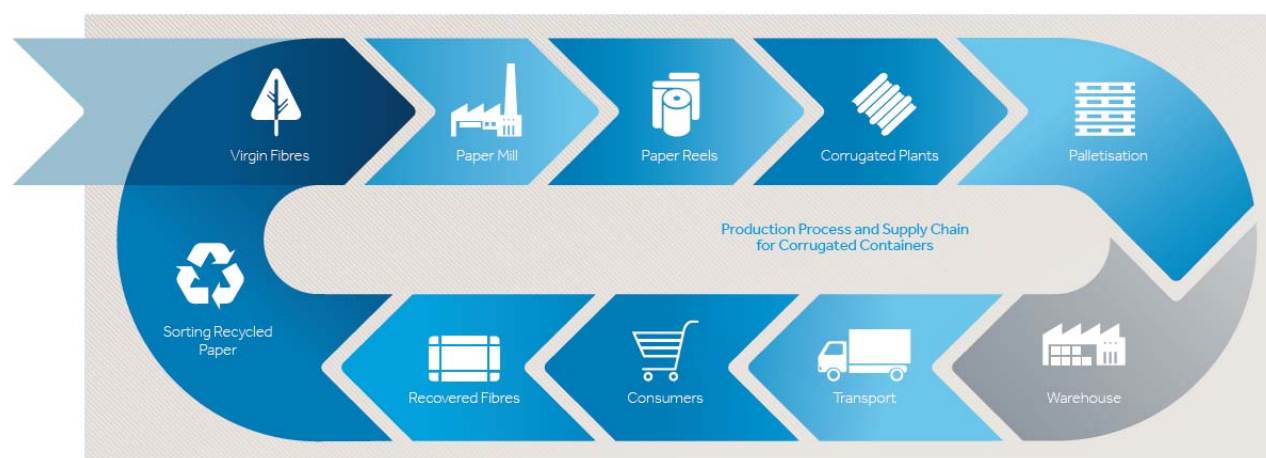 Virgin Fibres
Paper Mill
Paper Reels
Corrugated Plants
Palletisation
Production Process and Supply Chain
for Corrugated Containers
Sorting Recycled
Paper
Recovered Fibres
Consumers
Transport
Warehouse